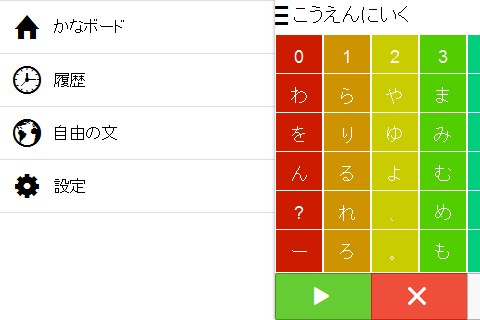 かなボード
履歴
自由の文
設定
こうえんにいく
0 1 2 3
わ ら や ま
を り ゆ み
ん る よ む
? れ 、 め
ー ろ 。 も